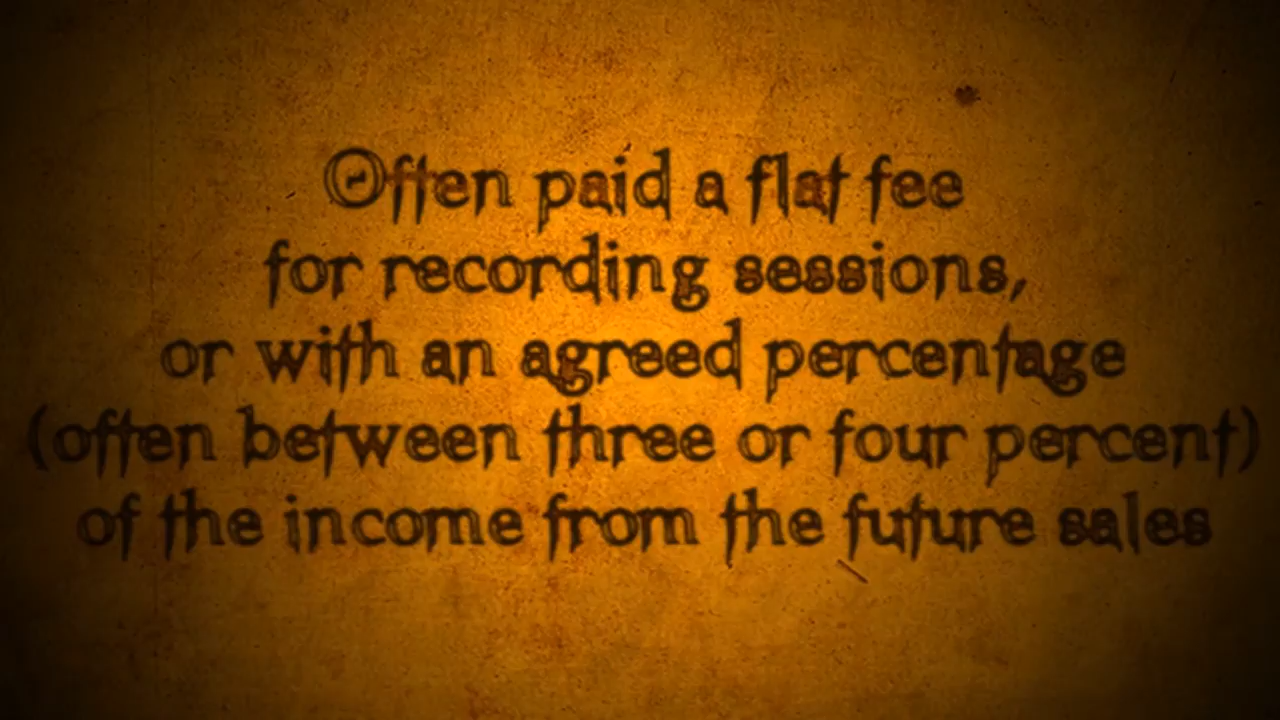 Often paid a flat fee
for recording sessions,
or with an agreed percentage
(often between three or four percent)
of the income from the future sales